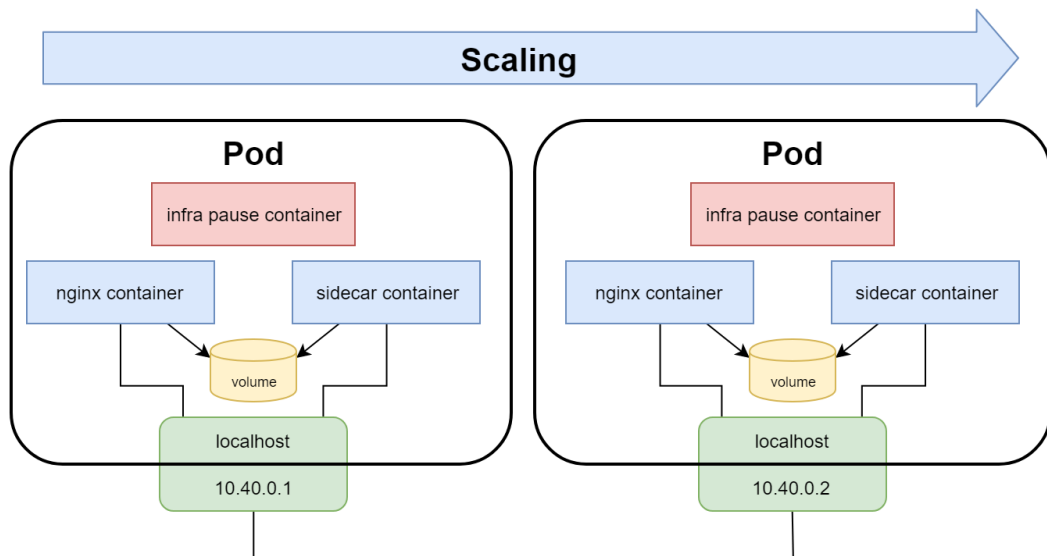 Scaling
Pod
infra pause container
nginx container
sidecar container
volume
localhost
10.40.0.1
Pod
infra pause container
nginx container
sidecar container
volume
localhost
10.40.0.2